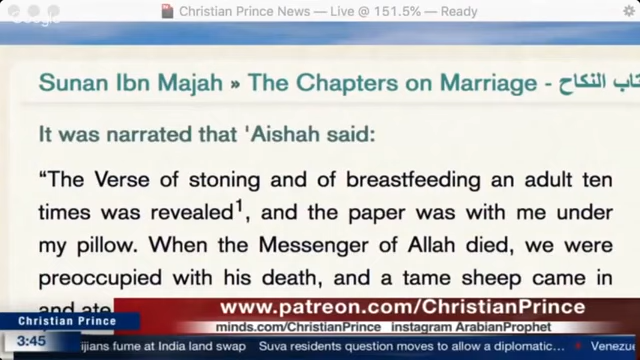 Christian Prince News — Live @ 151.5% — Ready
Sunan Ibn Majah » The Chapters on Marriage - كتاب النكاح
It was narrated that 'Aishah said:
“The Verse of stoning and of breastfeeding an adult ten
times was revealed1, and the paper was with me under
my pillow. When the Messenger of Allah died, we were
preoccupied with his death, and a tame sheep came in
and ate
www.patreon.com/ChristianPrince
Christian Prince
minds.com/ChristianPrince instagram ArabianProphet
3:45
ijians fume at India land swap Suva residents question moves to allow a diplomatic... • Venezu